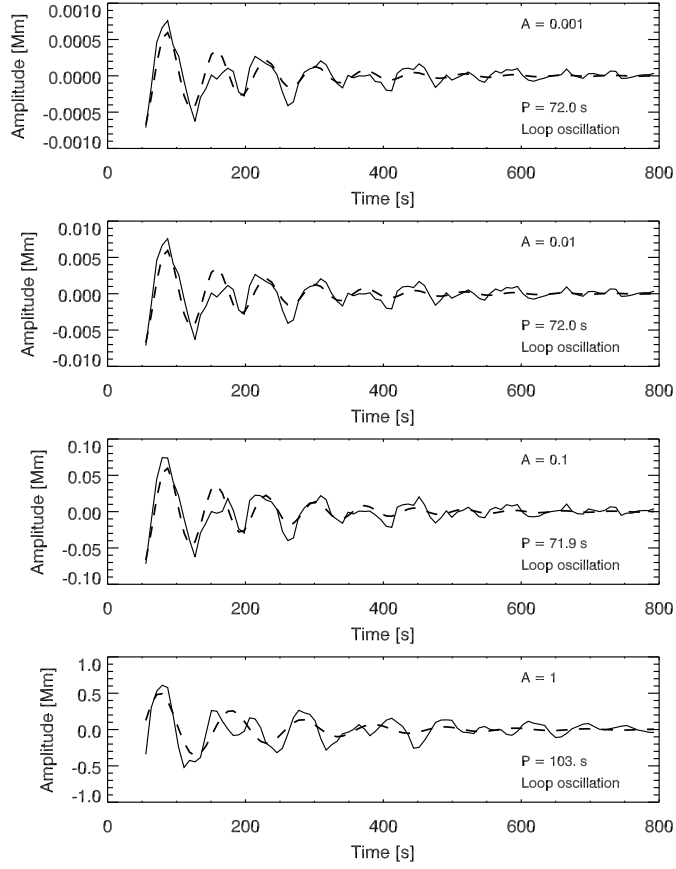 0.0010
A = 0.001
0.0005
0.0000
-0.0005
-0.0010
Amplitude [Mm]
P = 72.0 s
Loop oscillation
0 200 400 600 800
Time [s]
0.010
A = 0.01
0.005
0.000
-0.005
-0.010
Amplitude [Mm]
P = 72.0 s
Loop oscillation
0 200 400 600 800
Time [s]
0.10
A = 0.1
0.05
0.00
-0.05
-0.10
Amplitude [Mm]
P = 71.9 s
Loop oscillation
0 200 400 600 800
Time [s]
1.0
A = 1
0.5
0.0
-0.5
-1.0
Amplitude [Mm]
P = 103. s
Loop oscillation
0 200 400 600 800
Time [s]